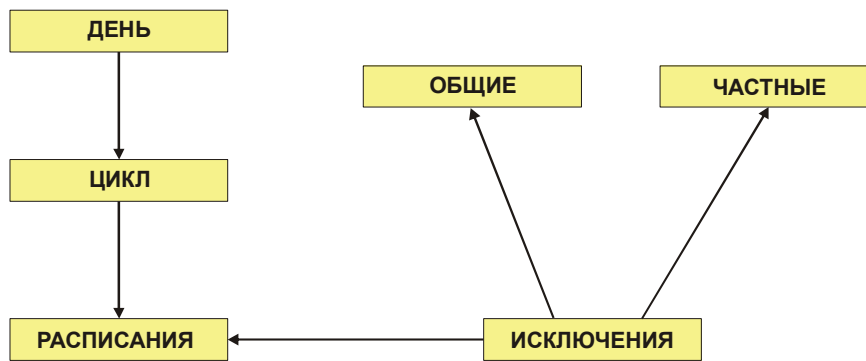 ДЕНЬ
ОБЩИЕ
ЧАСТНЫЕ
ЦИКЛ
РАСПИСАНИЯ
ИСКЛЮЧЕНИЯ